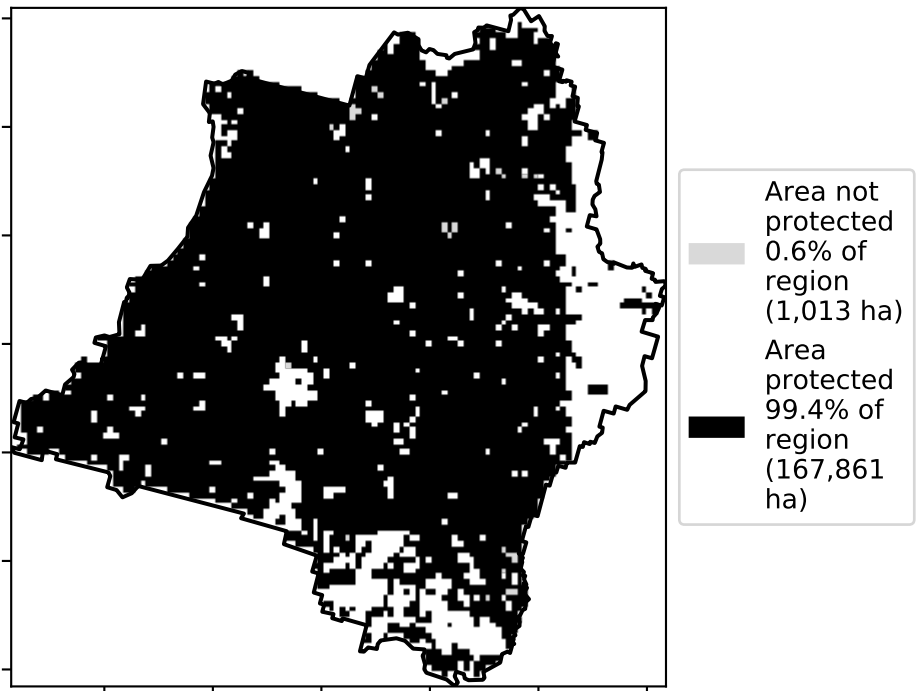 Area not
protected
0.6% of
region
(1,013 ha)
Area
protected
99.4% of
region
(167,861
ha)